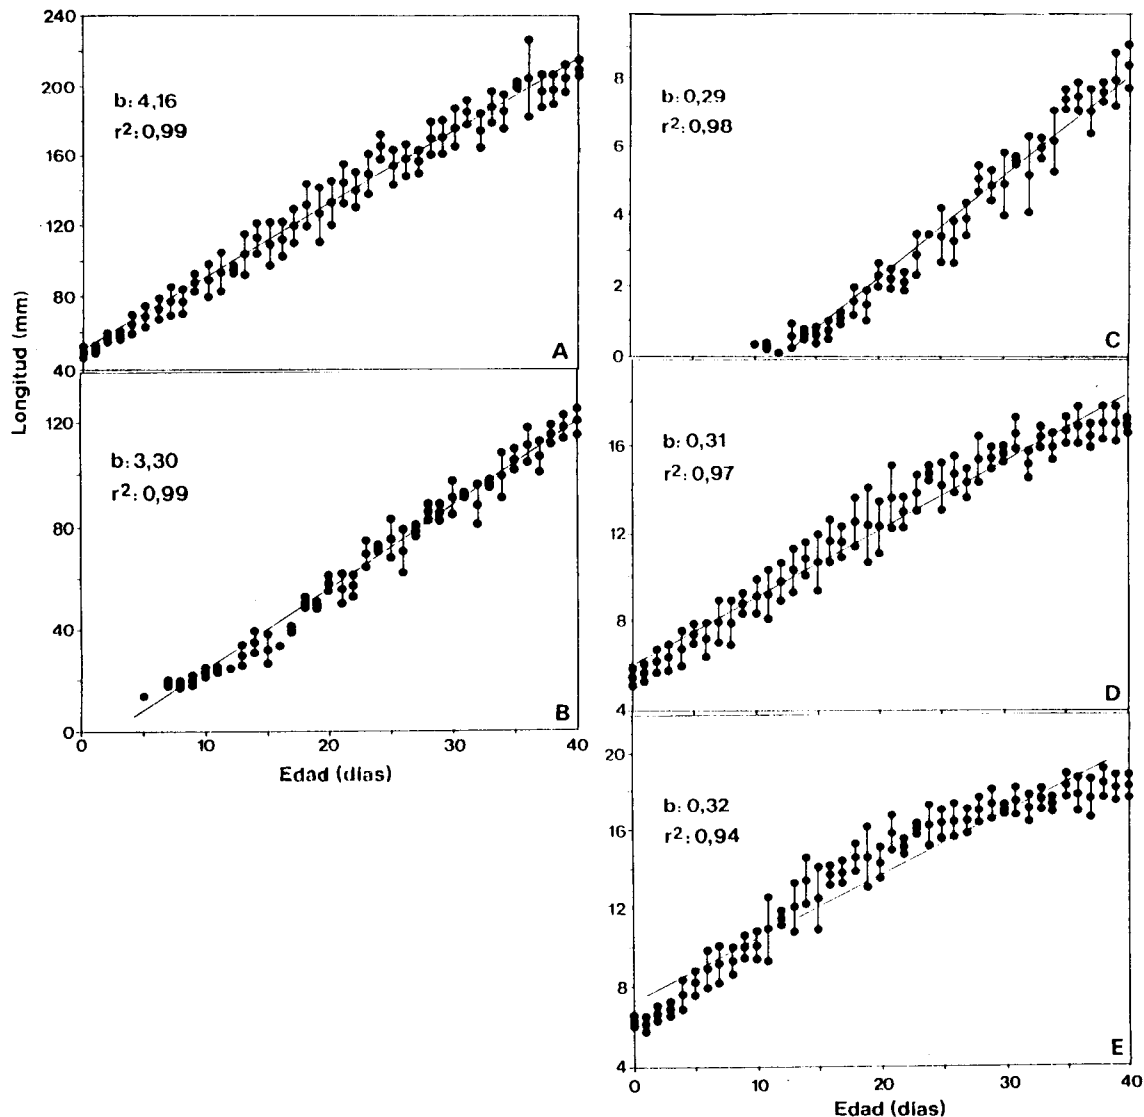 240
200
160
120
80
40
b: 4,16
r2: 0,99
A
120
80
40
0
b: 3,30
r2: 0,99
B
0 10 20 30 40
Edad (días)
Longitud (mm)
8
6
4
2
0
b: 0,29
r2: 0,98
C
16
12
8
4
b: 0,31
r2: 0,97
D
20
16
12
8
4
b: 0,32
r2: 0,94
E
0 10 20 30 40
Edad (días)